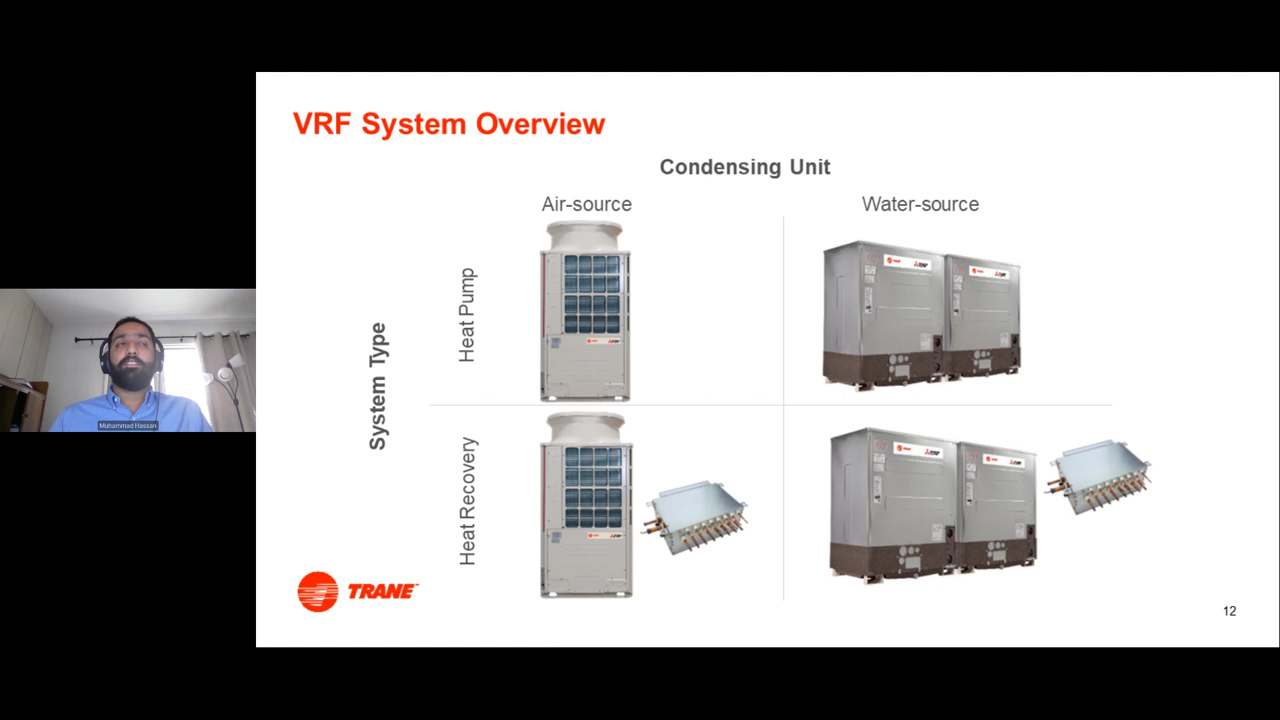 VRF System Overview
Condensing Unit
Air-source
Water-source
System Type
Heat Pump
Heat Recovery
TRANE
12
Muhammad Hassan